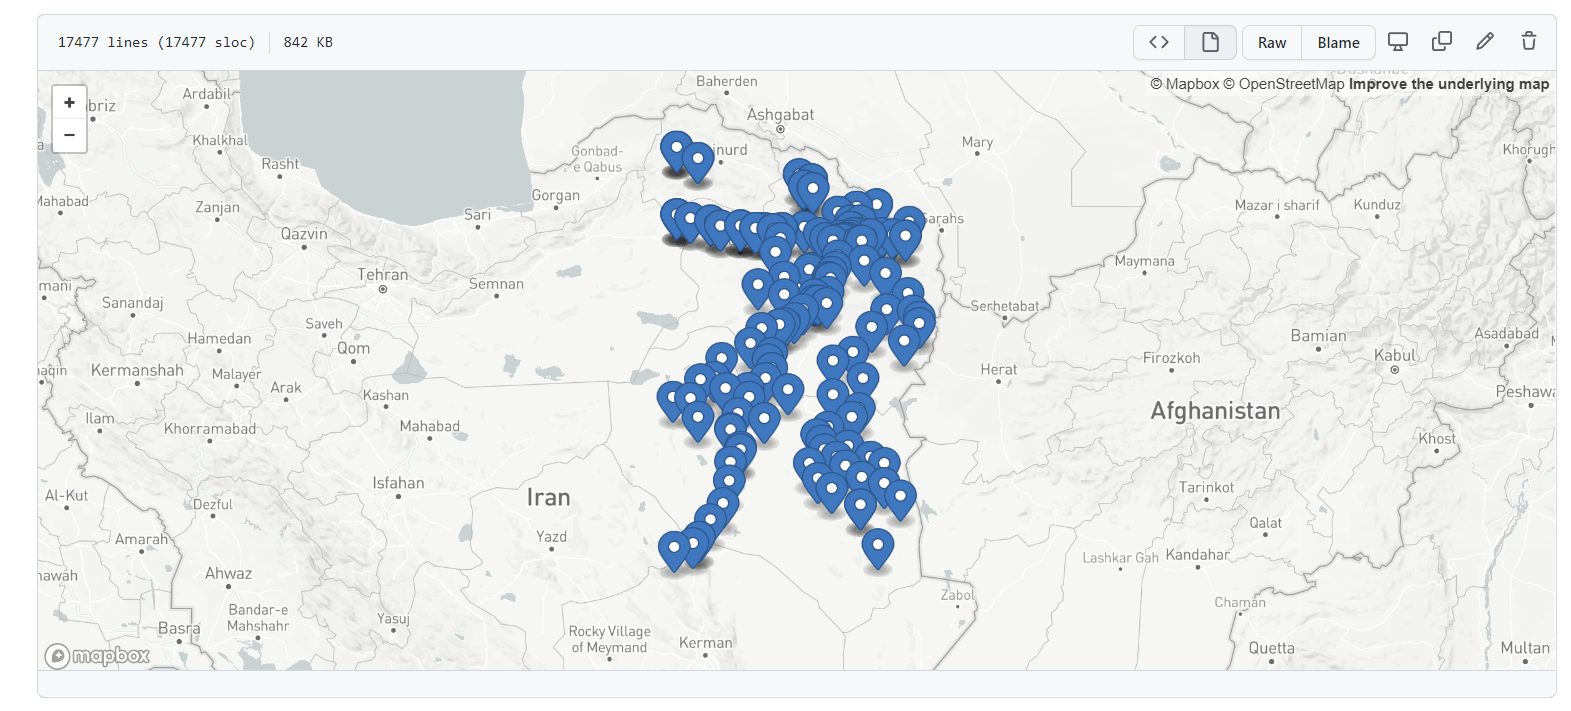 17477 lines (17477 sloc) 842 KB
Raw Blame
© Mapbox © OpenStreetMap Improve the underlying map
+
−
Baherden
Ardabil
briz
Ashgabat
Khalkhal
Mary
Gonbad-
e Qabus
jnurd
Khorugh
Rasht
Gorgan
Mahabad
Zanjan
Sari
Sarahs
Mazar i sharif
Kunduz
Qazvin
Maymana
Tehran
mani
Semnan
Sanandaj
Serhetabat
Saveh
Hamedan
Bamian
Asadabad
Qom
Kabul
Firozkoh
Kermanshah
Malayer
Herat
Arak
Kashan
Peshawa
Afghanistan
Ilam
Khorramabad
Mahabad
Khost
Isfahan
Tarinkot
Al-Kut
Iran
Dezful
Qalat
Amarah
Yazd
Lashkar Gah
Kandahar
nawah
Ahwaz
Zabol
Chaman
Bandar-e
Mahshahr
Yasuj
Basra
Rocky Village
of Meymand
Kerman
Quetta
Multan
mapbox